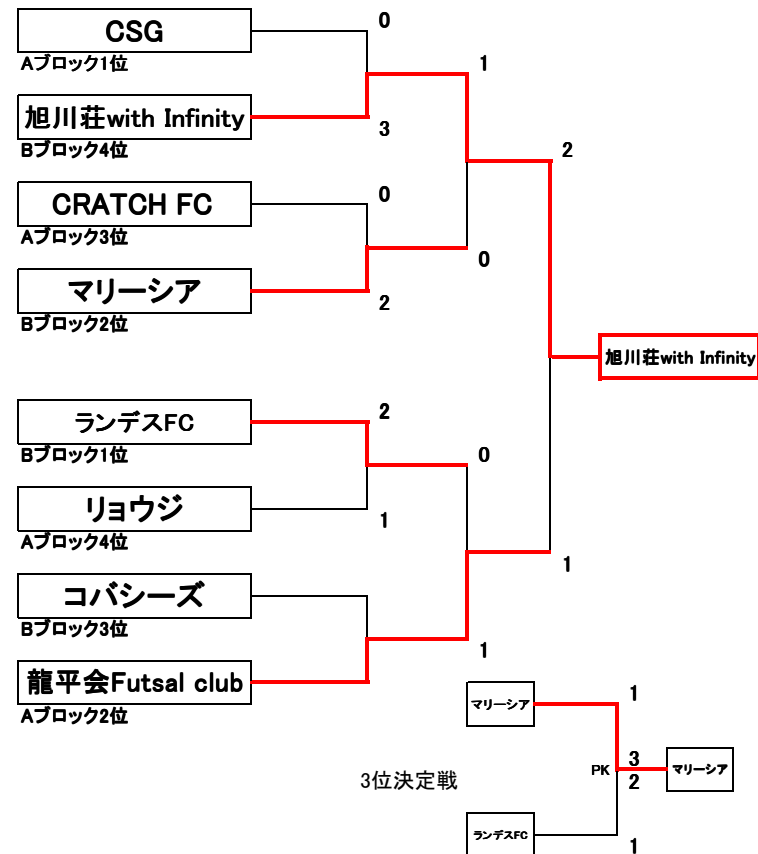 CSG
Aブロック1位
0
1
旭川荘with Infinity
Bブロック4位
3
2
CRATCH FC
Aブロック3位
0
0
マリーシア
Bブロック2位
2
旭川荘with Infinity
ランデスFC
Bブロック1位
2
0
リョウジ
Aブロック4位
1
1
コバシーズ
Bブロック3位
1
龍平会Futsal club
Aブロック2位
マリーシア
1
3位決定戦
PK
3
2
マリーシア
ランデスFC
1